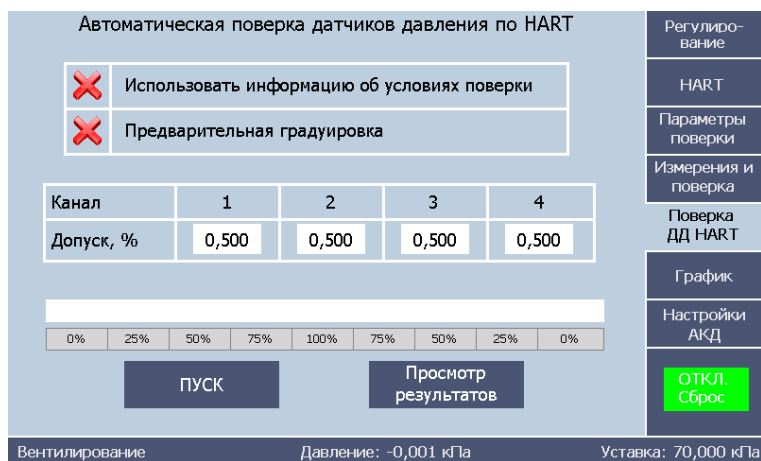 Автоматическая поверка датчиков давления по HART
Использовать информацию об условиях поверки
Предварительная градуировка
Канал 1 2 3 4
Допуск, % 0,500 0,500 0,500 0,500
0% 25% 50% 75% 100% 75% 50% 25% 0%
ПУСК
Просмотр
результатов
Регулиро-
вание
HART
Параметры
поверки
Измерения и
поверка
Поверка
ДД HART
График
Настройки
АКД
ОТКЛ.
Сброс
Вентилирование Давление: -0,001 кПа Уставка: 70,000 кПа